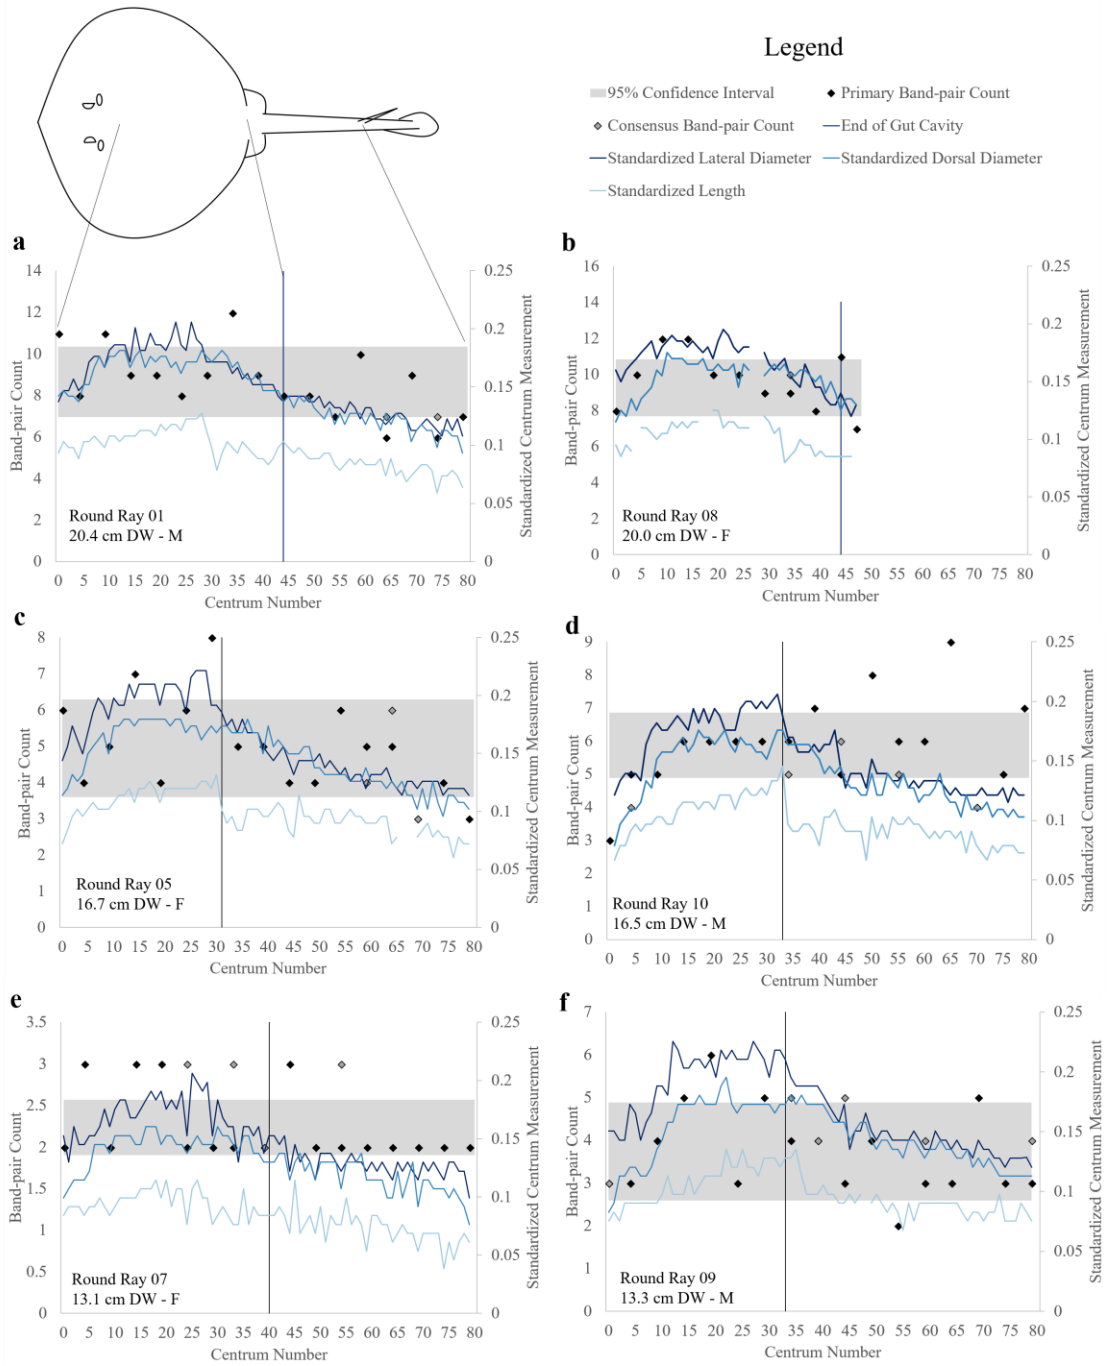 Legend
95% Confidence Interval
Primary Band-pair Count
Consensus Band-pair Count
End of Gut Cavity
Standardized Lateral Diameter
Standardized Dorsal Diameter
Standardized Length
a
14
12
10
8
6
4
2
0
Band-pair Count
0.25
0.2
0.15
0.1
0.05
0
Standardized Centrum Measurement
Round Ray 01
20.4 cm DW - M
0 5 10 15 20 25 30 35 40 45 50 55 60 65 70 75 80
Centrum Number
b
16
14
12
10
8
6
4
2
0
Band-pair Count
0.25
0.2
0.15
0.1
0.05
0
Standardized Centrum Measurement
Round Ray 08
20.0 cm DW - F
0 5 10 15 20 25 30 35 40 45 50 55 60 65 70 75 80
Centrum Number
c
8
7
6
5
4
3
2
1
0
Band-pair Count
0.25
0.2
0.15
0.1
0.05
0
Standardized Centrum Measurement
Round Ray 05
16.7 cm DW - F
0 5 10 15 20 25 30 35 40 45 50 55 60 65 70 75 80
Centrum Number
d
9
8
7
6
5
4
3
2
1
0
Band-pair Count
0.25
0.2
0.15
0.1
0.05
0
Standardized Centrum Measurement
Round Ray 10
16.5 cm DW - M
0 5 10 15 20 25 30 35 40 45 50 55 60 65 70 75 80
Centrum Number
e
3.5
3
2.5
2
1.5
1
0.5
0
Band-pair Count
0.25
0.2
0.15
0.1
0.05
0
Standardized Centrum Measurement
Round Ray 07
13.1 cm DW - F
0 5 10 15 20 25 30 35 40 45 50 55 60 65 70 75 80
Centrum Number
f
7
6
5
4
3
2
1
0
Band-pair Count
0.25
0.2
0.15
0.1
0.05
0
Standardized Centrum Measurement
Round Ray 09
13.3 cm DW - M
0 5 10 15 20 25 30 35 40 45 50 55 60 65 70 75 80
Centrum Number